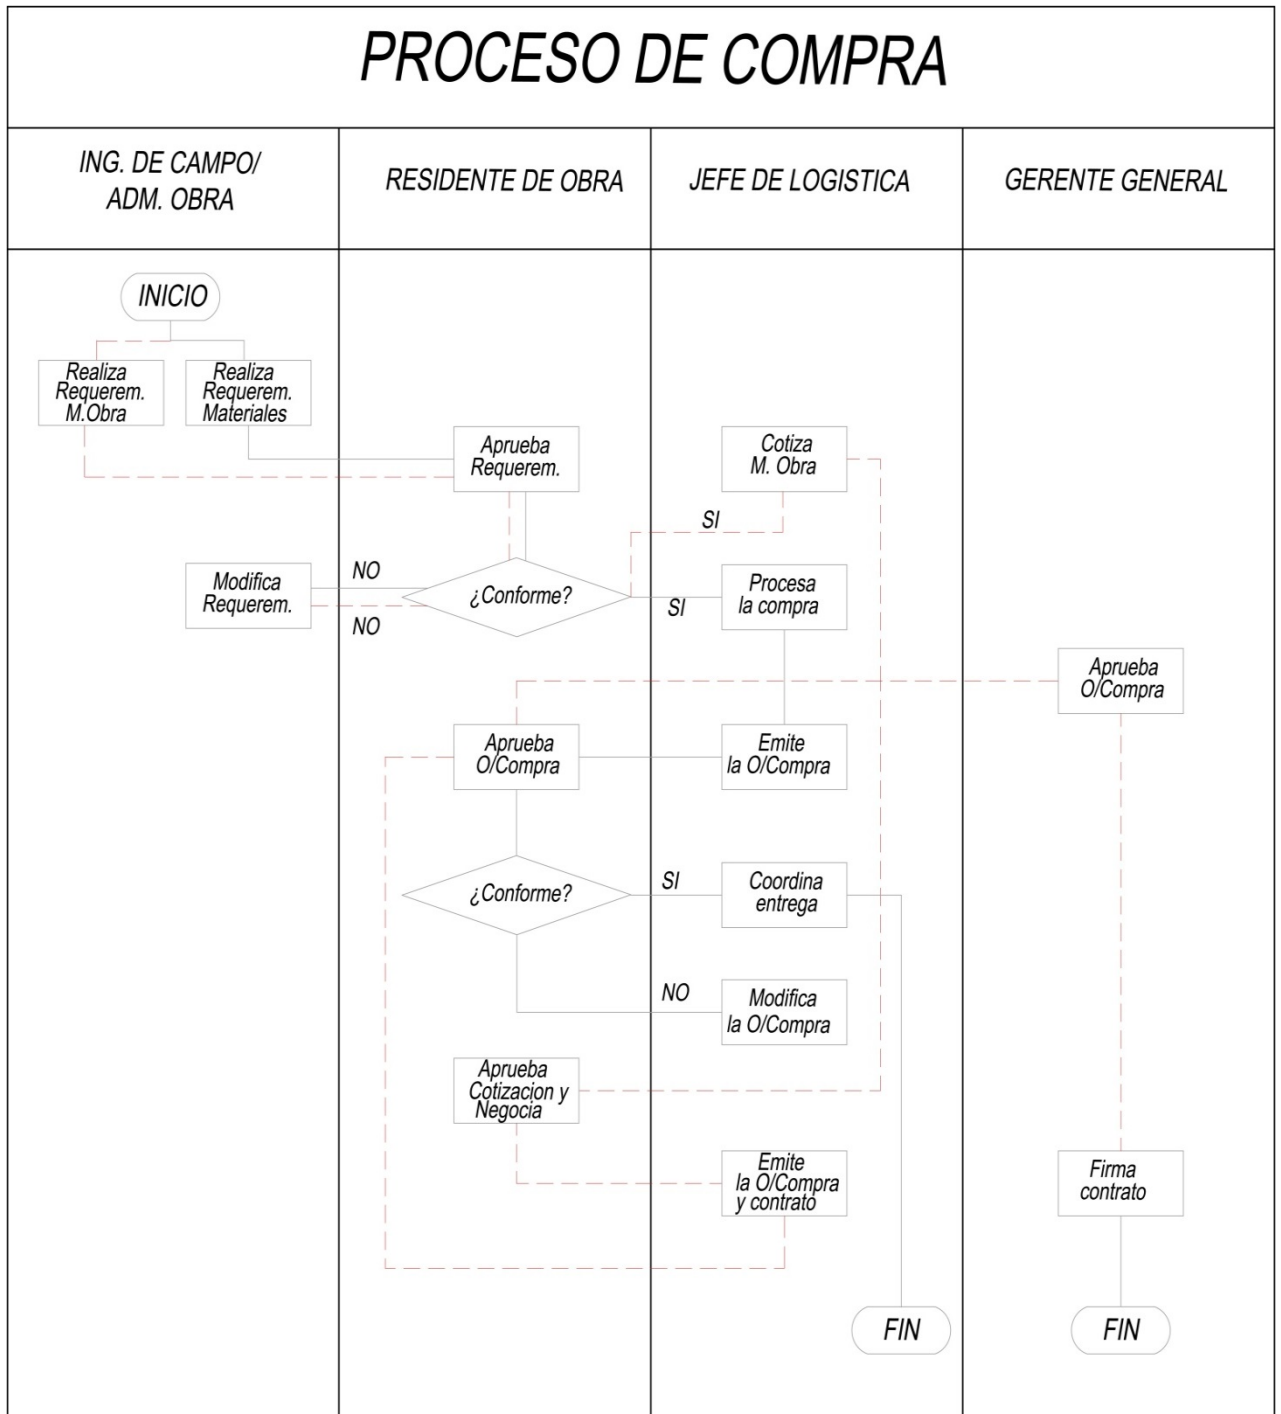 PROCESO DE COMPRA
ING. DE CAMPO/
ADM. OBRA
RESIDENTE DE OBRA
JEFE DE LOGISTICA
GERENTE GENERAL
INICIO
Realiza
Requerem.
M.Obra
Realiza
Requerem.
Materiales
Aprueba
Requerem.
Cotiza
M. Obra
SI
Modifica
Requerem.
NO
NO
¿Conforme?
SI
Procesa
la compra
Aprueba
O/Compra
Aprueba
O/Compra
Emite
la O/Compra
¿Conforme?
SI
Coordina
entrega
NO
Modifica
la O/Compra
Aprueba
Cotizacion y
Negocia
Emite
la O/Compra
y contrato
Firma
contrato
FIN
FIN